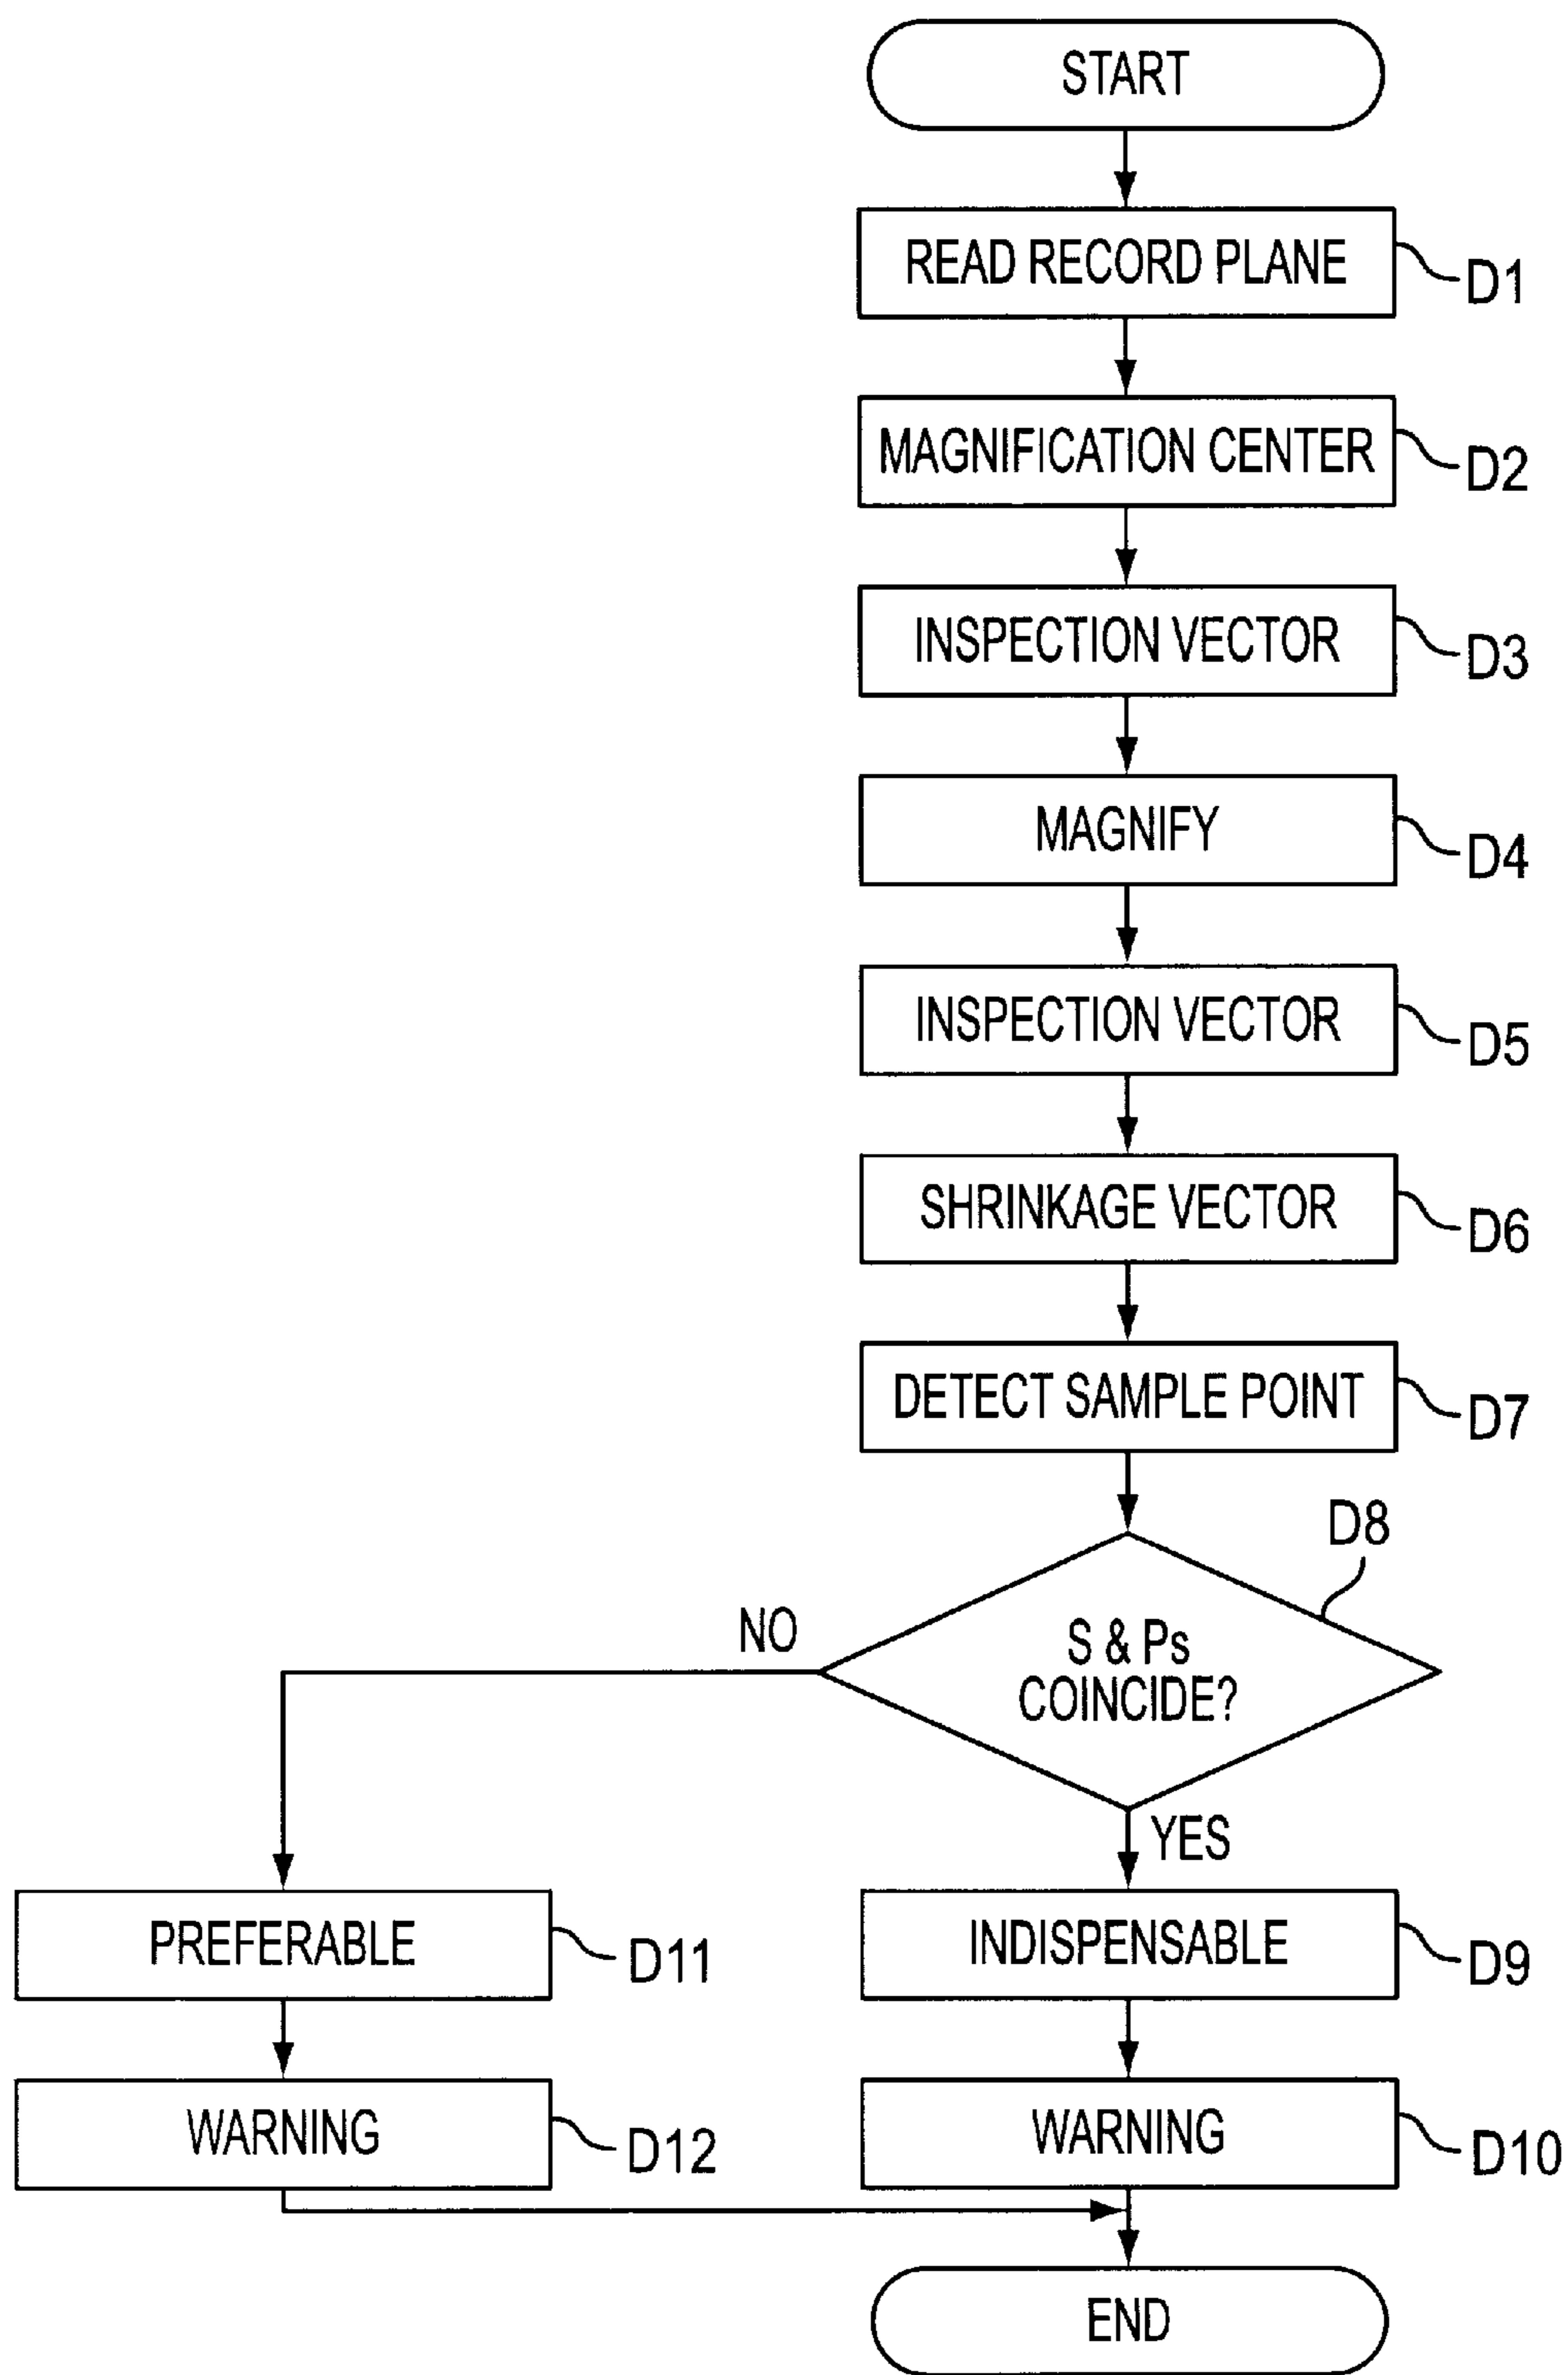 START
READ RECORD PLANE
D1
MAGNIFICATION CENTER
D2
INSPECTION VECTOR
D3
MAGNIFY
D4
INSPECTION VECTOR
D5
SHRINKAGE VECTOR
D6
DETECT SAMPLE POINT
D7
D8
S & Ps
COINCIDE?
NO
YES
PREFERABLE
D11
INDISPENSABLE
D9
WARNING
D12
WARNING
D10
END